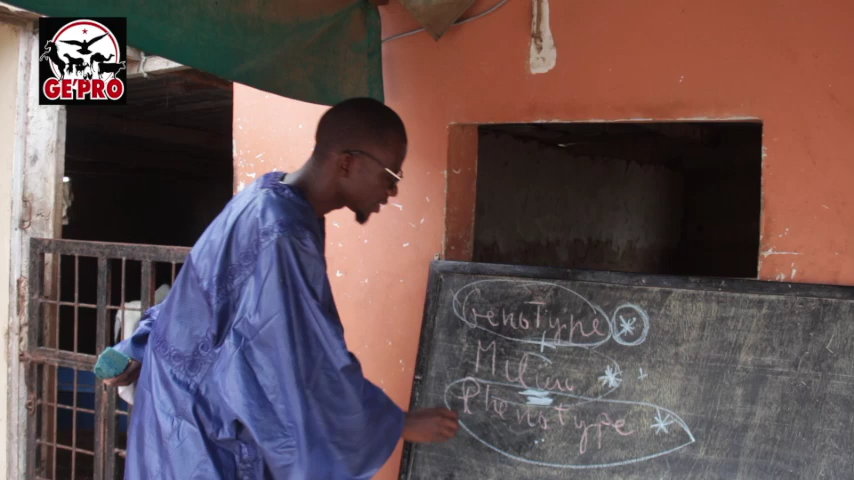 GE'PRO
Genotype *
+
Milieu *
=
Phenotype *